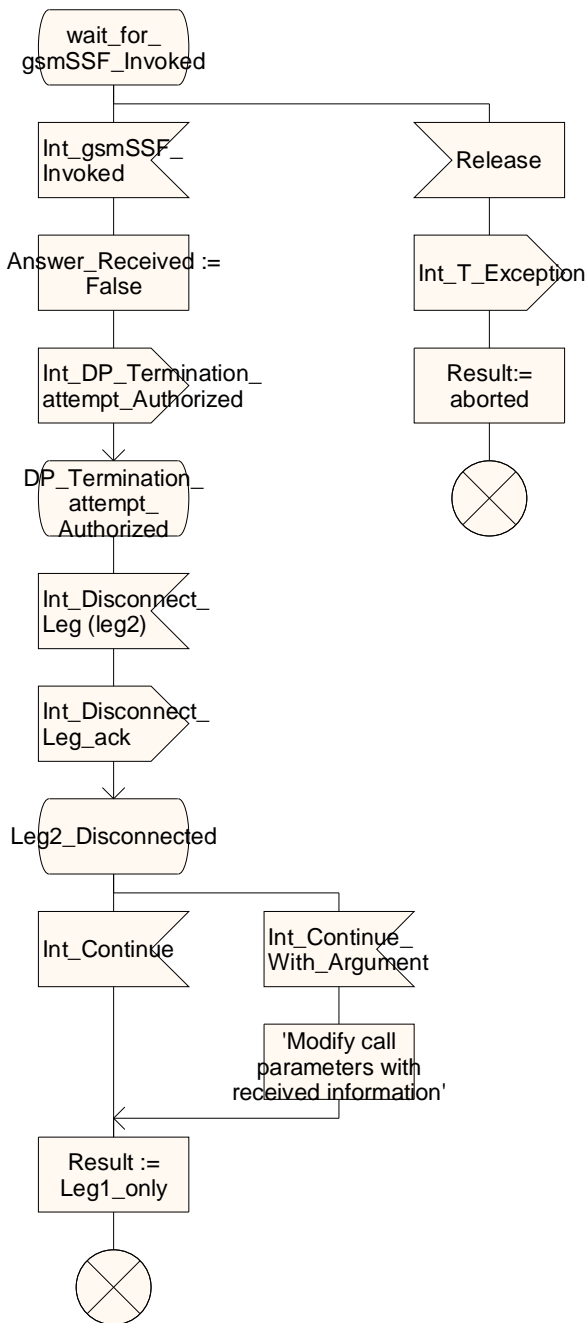 wait_for_
gsmSSF_Invoked
Int_gsmSSF_
Invoked
Release
Answer_Received :=
False
Int_T_Exception
Int_DP_Termination_
attempt_Authorized
Result:=
aborted
DP_Termination_
attempt_
Authorized
Int_Disconnect_
Leg (leg2)
Int_Disconnect_
Leg_ack
Leg2_Disconnected
Int_Continue
Int_Continue_
With_Argument
'Modify call
parameters with
received information'
Result :=
Leg1_only